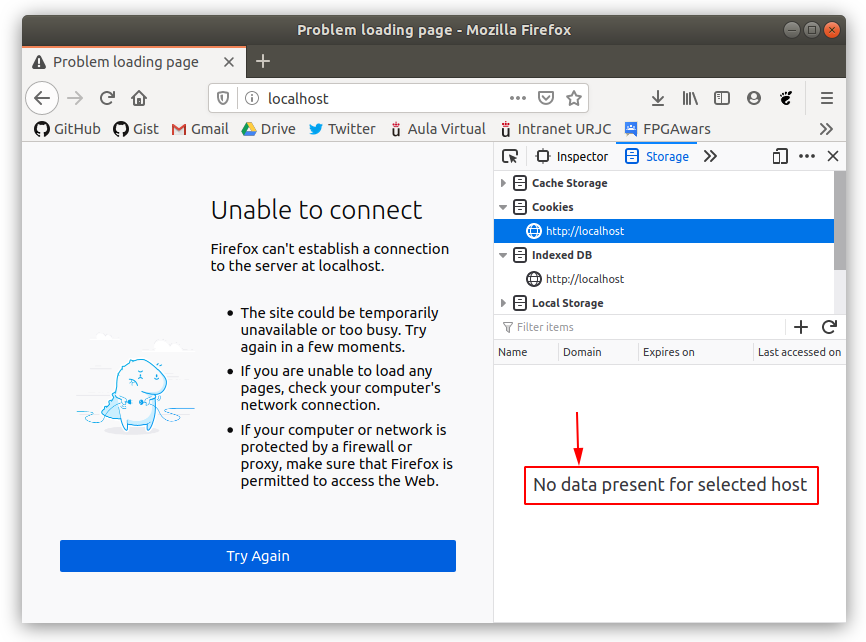 Problem loading page - Mozilla Firefox
Problem loading page
localhost
GitHub Gist Gmail Drive Twitter Aula Virtual Intranet URJC FPGAwars
Unable to connect
Firefox can't establish a connection
to the server at localhost.
The site could be temporarily
unavailable or too busy. Try
again in a few moments.
If you are unable to load any
pages, check your computer's
network connection.
If your computer or network is
protected by a firewall or
proxy, make sure that Firefox is
permitted to access the Web.
Try Again
Inspector Storage
Cache Storage
Cookies
http://localhost
Indexed DB
http://localhost
Local Storage
Filter items
Name Domain Expires on Last accessed on
No data present for selected host